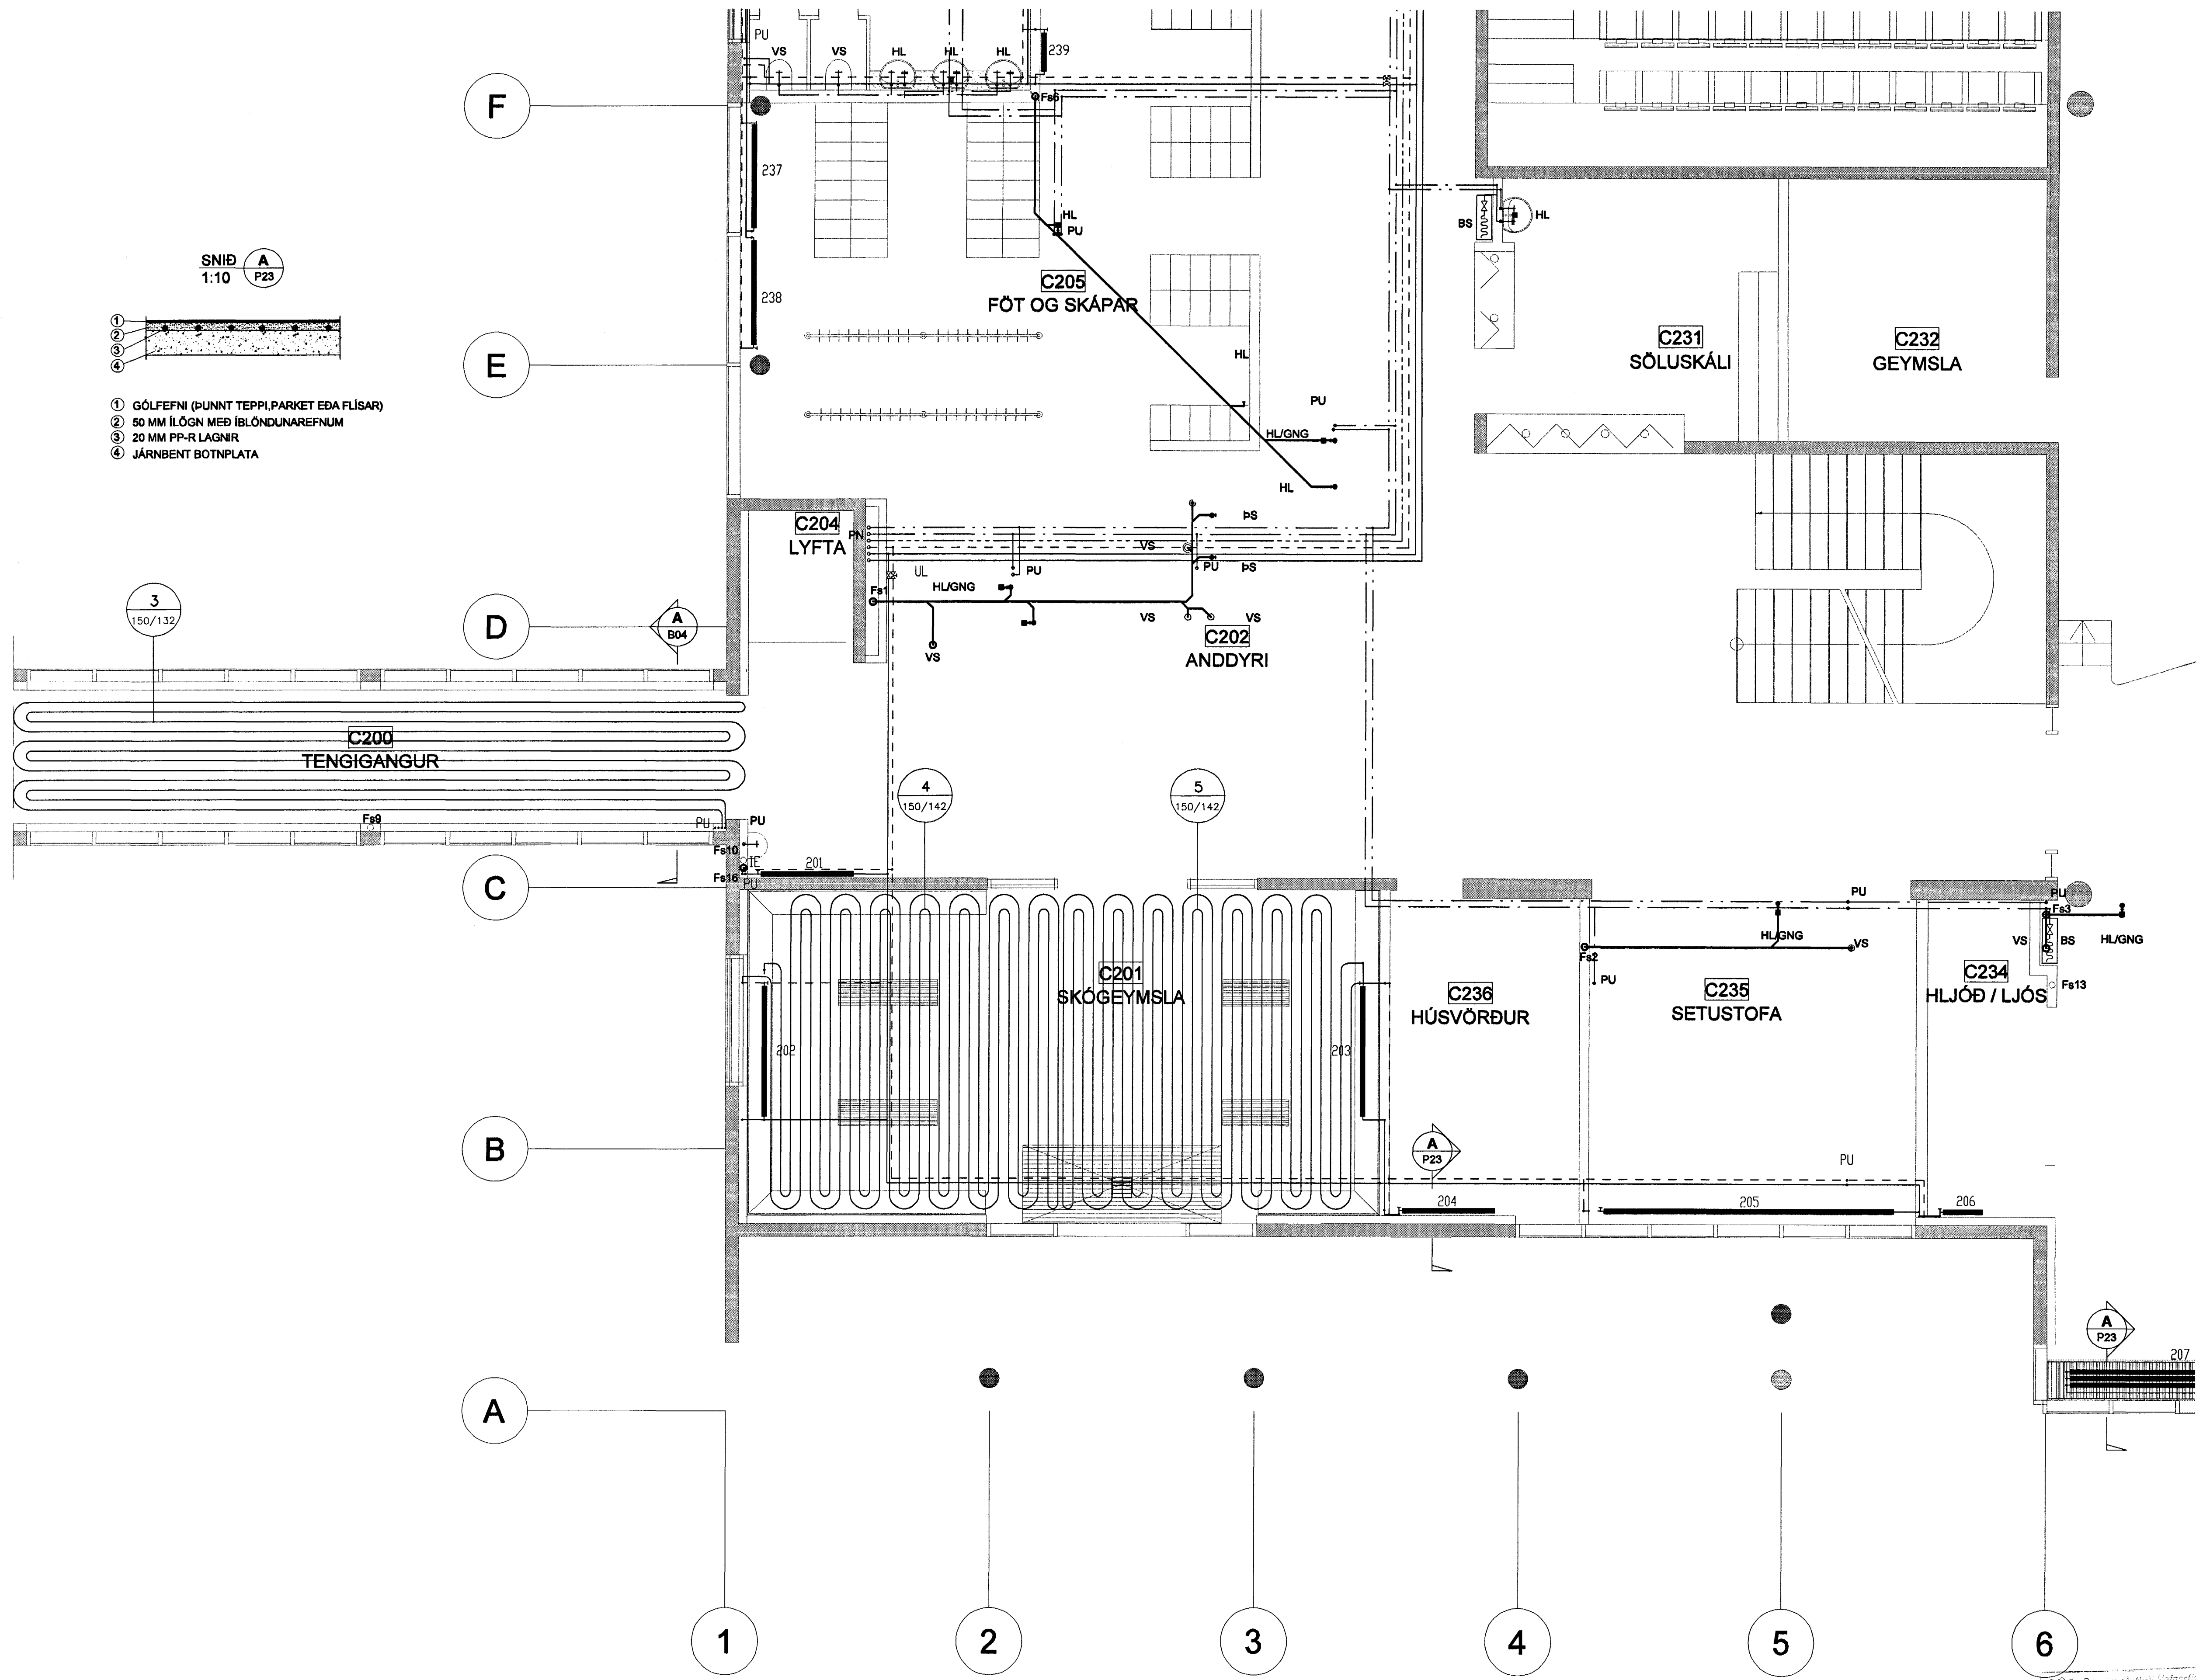 PU
VS
VS
HL
HL
HL
239
F
Fs6
237
HL
PU
BS
HL
SNIÐ
1:10
A
P23
238
C205
FÖT OG SKÁPAR
1
2
3
4
E
C231
SÖLUSKÁLI
C232
GEYMSLA
HL
1 GÓLFEFNI (ÞUNNT TEPPI,PARKET EÐA FLÍSAR)
2 50 MM ÍLÖGN MEÐ ÍBLÖNDUNAREFNUM
3 20 MM PP-R LAGNIR
4 JÁRNBENT BOTNPLATA
PU
HL/GNG
HL
C204
LYFTA
PN
ÞS
VS
UL
PU
PU
ÞS
HL/GNG
Fs1
3
150/132
D
A
B04
VS
VS
C202
ANDDYRI
VS
C200
TENGIGANGUR
4
150/142
5
150/142
Fs9
PU
PU
Fs10
IE
201
Fs16
PU
C
PU
PU
Fs3
HL/GNG
VS
VS
BS
HL/GNG
Fs2
C201
SKÓGEYMSLA
PU
C236
HÚSVÖRÐUR
C235
SETUSTOFA
C234
HLJÓÐ / LJÓS
Fs13
202
203
B
A
P23
PU
204
205
206
A
P23
207
A
1
2
3
4
5
6